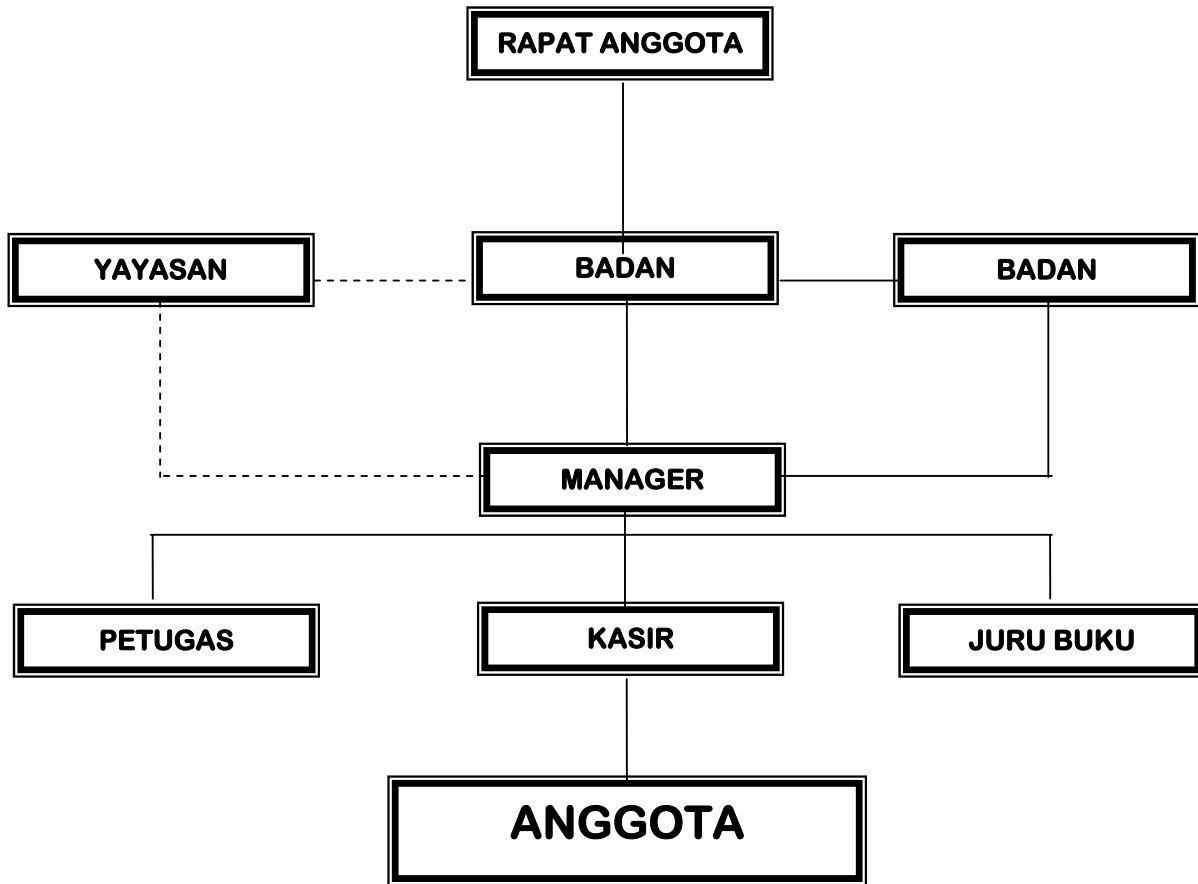 RAPAT ANGGOTA
YAYASAN
BADAN
BADAN
MANAGER
PETUGAS
KASIR
JURU BUKU
ANGGOTA